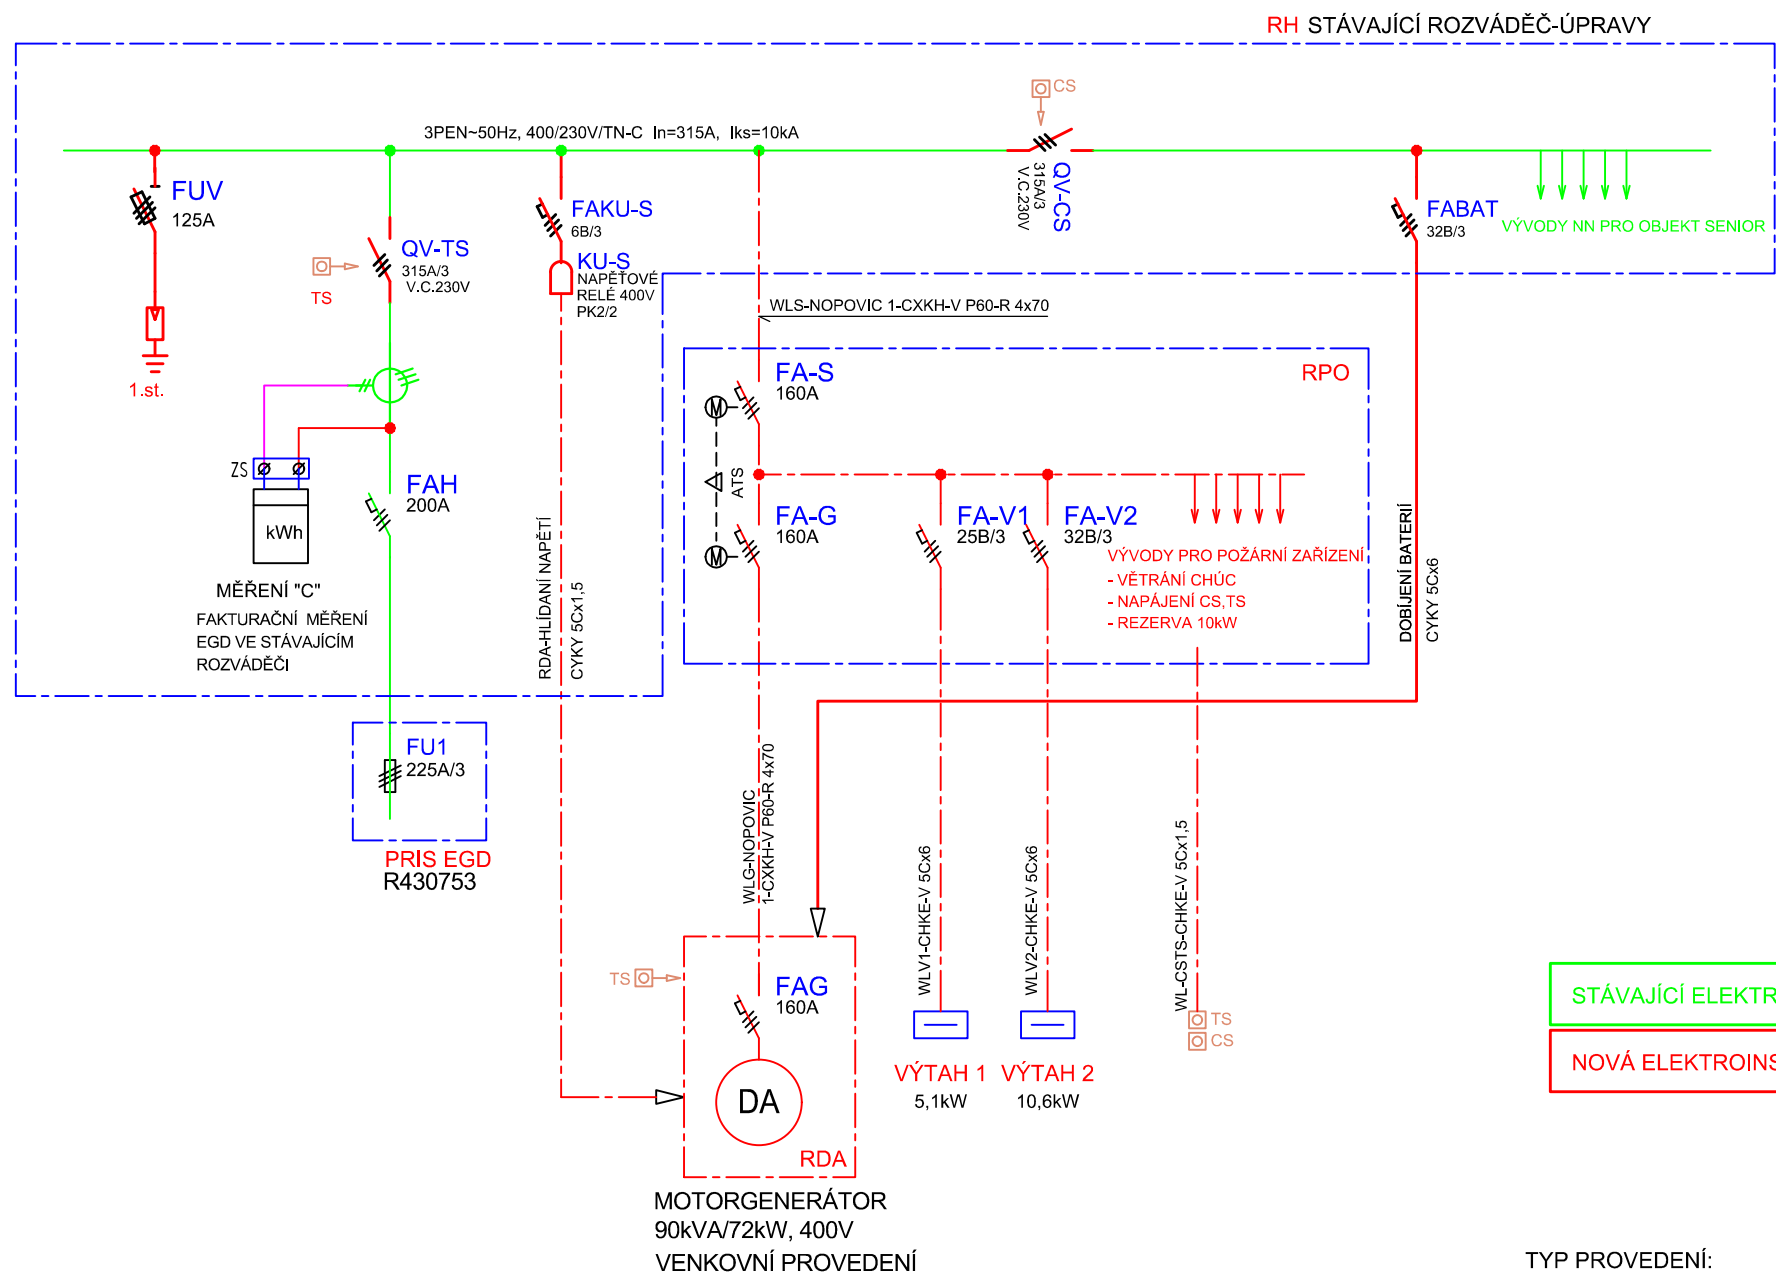 RH STÁVAJÍCÍ ROZVÁDĚČ-ÚPRAVY
CS
3PEN~50Hz, 400/230V/TN-C In=315A, Iks=10kA
QV-CS
315A/3
V.C.230V
FUV
125A
1.st.
QV-TS
315A/3
V.C.230V
TS
FAKU-S
6B/3
KU-S
NAPĚŤOVÉ
RELÉ 400V
PK2/2
FABAT
32B/3
VÝVODY NN PRO OBJEKT SENIOR
WLS-NOPOVIC 1-CXKH-V P60-R 4x70
RPO
FA-S
160A
M
ATS
M
FA-G
160A
FA-V1
25B/3
FA-V2
32B/3
VÝVODY PRO POŽÁRNÍ ZAŘÍZENÍ
- VĚTRÁNÍ CHÚC
- NAPÁJENÍ CS,TS
- REZERVA 10kW
ZS
kWh
FAH
200A
MĚŘENÍ "C"
FAKTURAČNÍ MĚŘENÍ
EGD VE STÁVAJÍCÍM
ROZVÁDĚČI
RDA-HLÍDANÍ NAPĚTÍ
CYKY 5Cx1,5
DOBÍJENÍ BATERIÍ
CYKY 5Cx6
FU1
225A/3
PRIS EGD
R430753
WLG-NOPOVIC
1-CXKH-V P60-R 4x70
WLV1-CHKE-V 5Cx6
WLV2-CHKE-V 5Cx6
WL-CSTS-CHKE-V 5Cx1,5
TS
FAG
160A
DA
RDA
TS
CS
VÝTAH 1
5,1kW
VÝTAH 2
10,6kW
STÁVAJÍCÍ ELEKTR
NOVÁ ELEKTROINS
MOTORGENERÁTOR
90kVA/72kW, 400V
VENKOVNÍ PROVEDENÍ
TYP PROVEDENÍ: